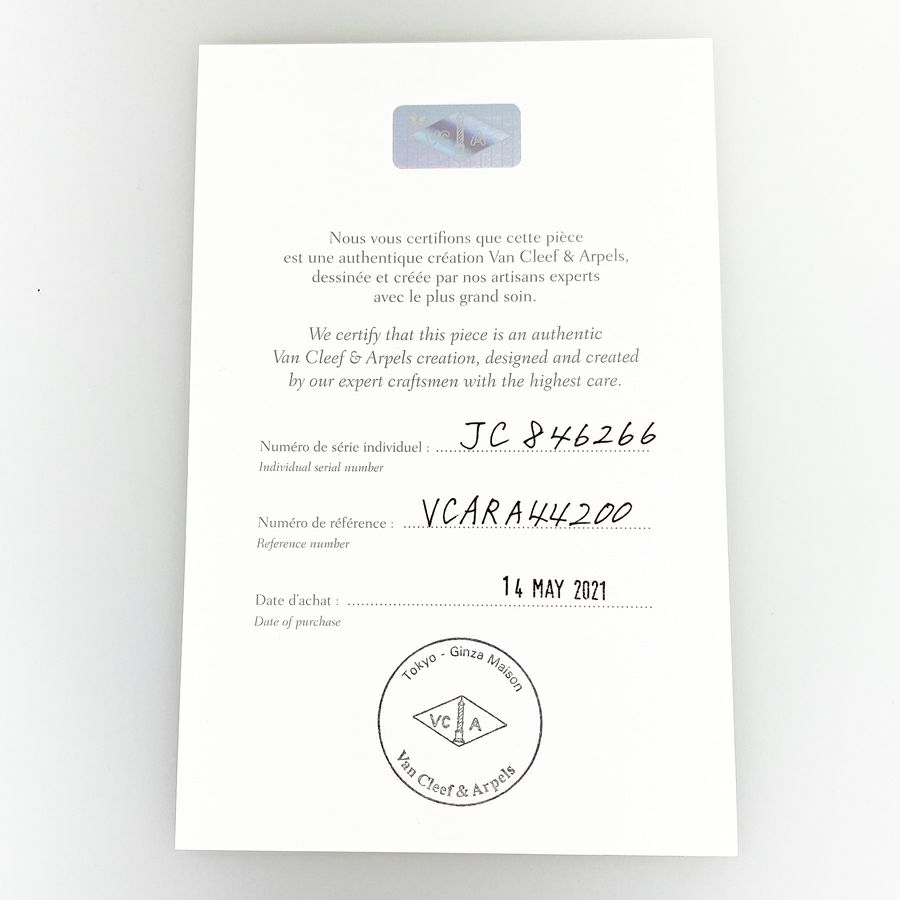 VC A
Nous vous certifions que cette pièce
est une authentique création Van Cleef & Arpels,
dessinée et créée par nos artisans experts
avec le plus grand soin.
We certify that this piece is an authentic
Van Cleef & Arpels creation, designed and created
by our expert craftsmen with the highest care.
Numéro de série individuel : JC 846266
Individual serial number
Numéro de référence : VCARA44200
Reference number
Date d'achat : 14 MAY 2021
Date of purchase
Tokyo - Ginza Maison
VC A
Van Cleef & Arpels